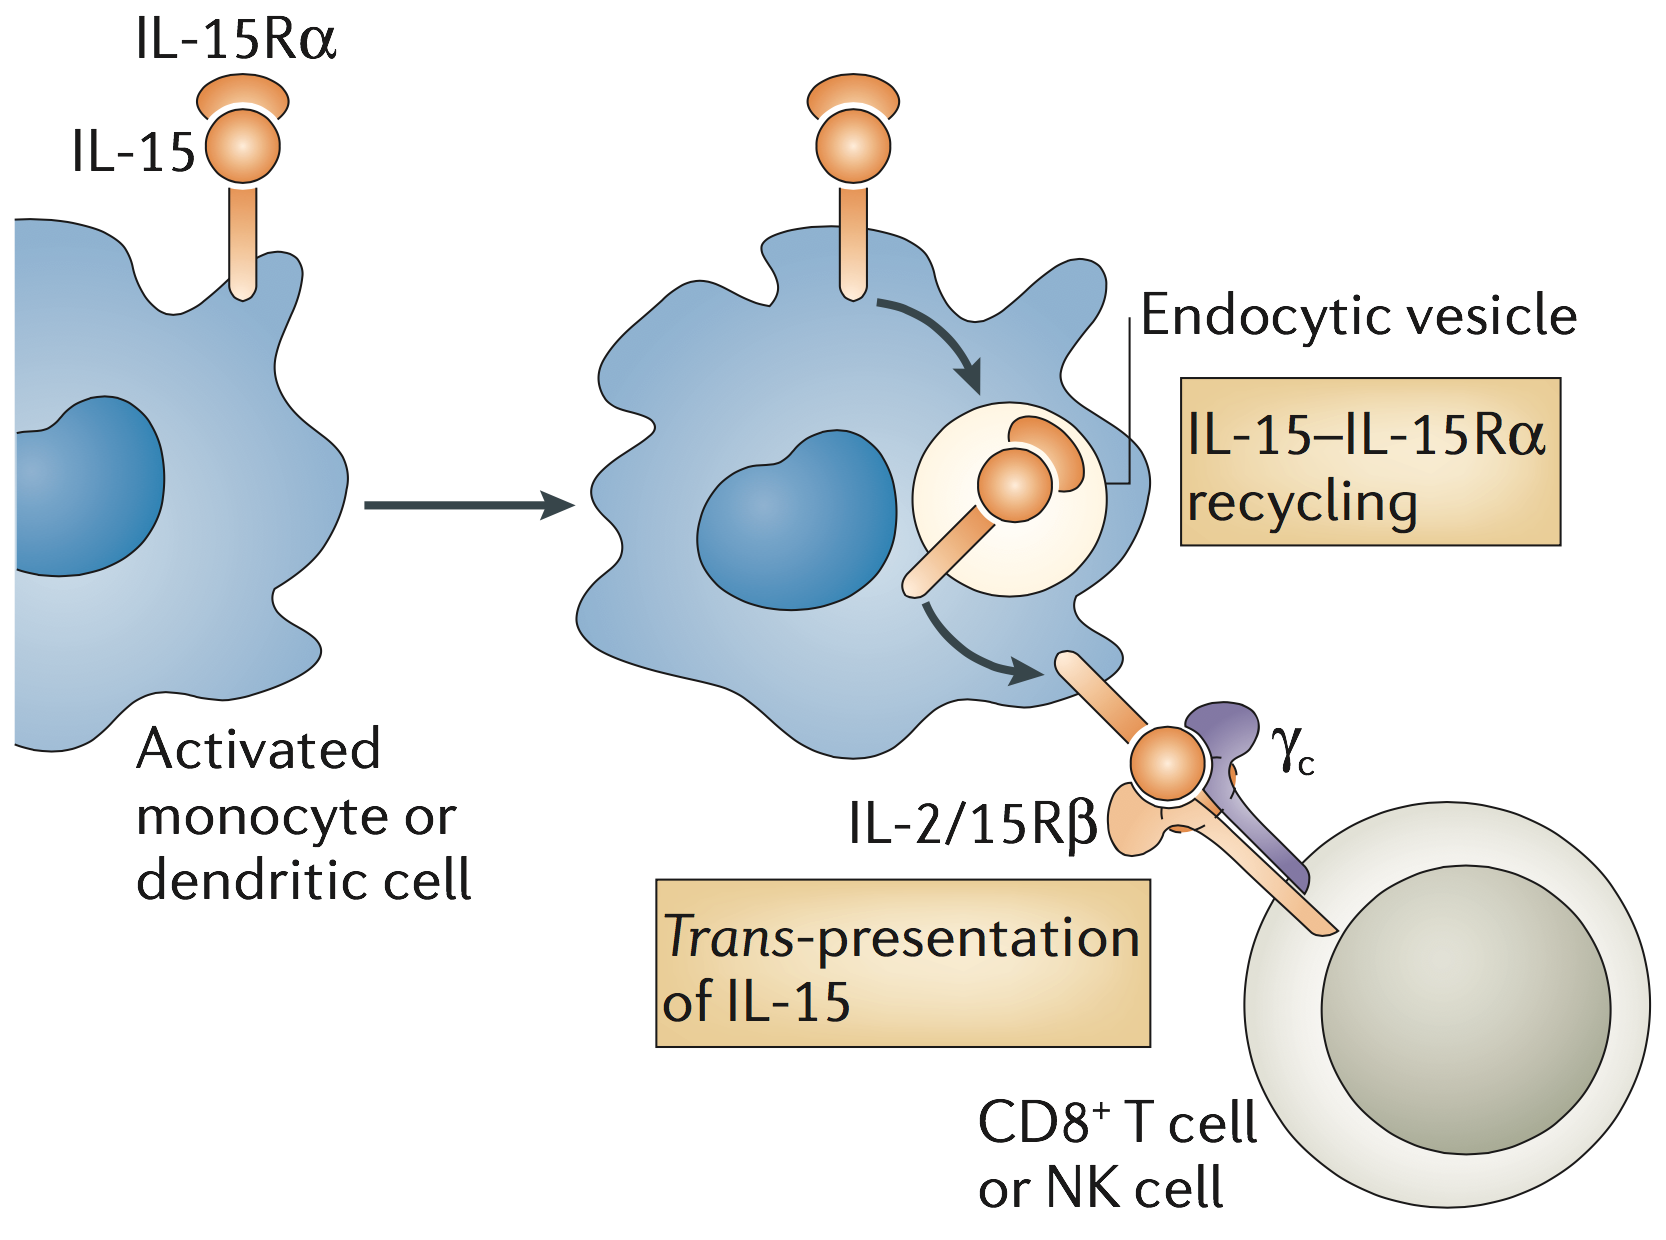 IL-15Rα
IL-15
Activated
monocyte or
dendritic cell
Endocytic vesicle
IL-15–IL-15Rα
recycling
γc
IL-2/15Rβ
Trans-presentation
of IL-15
CD8+ T cell
or NK cell